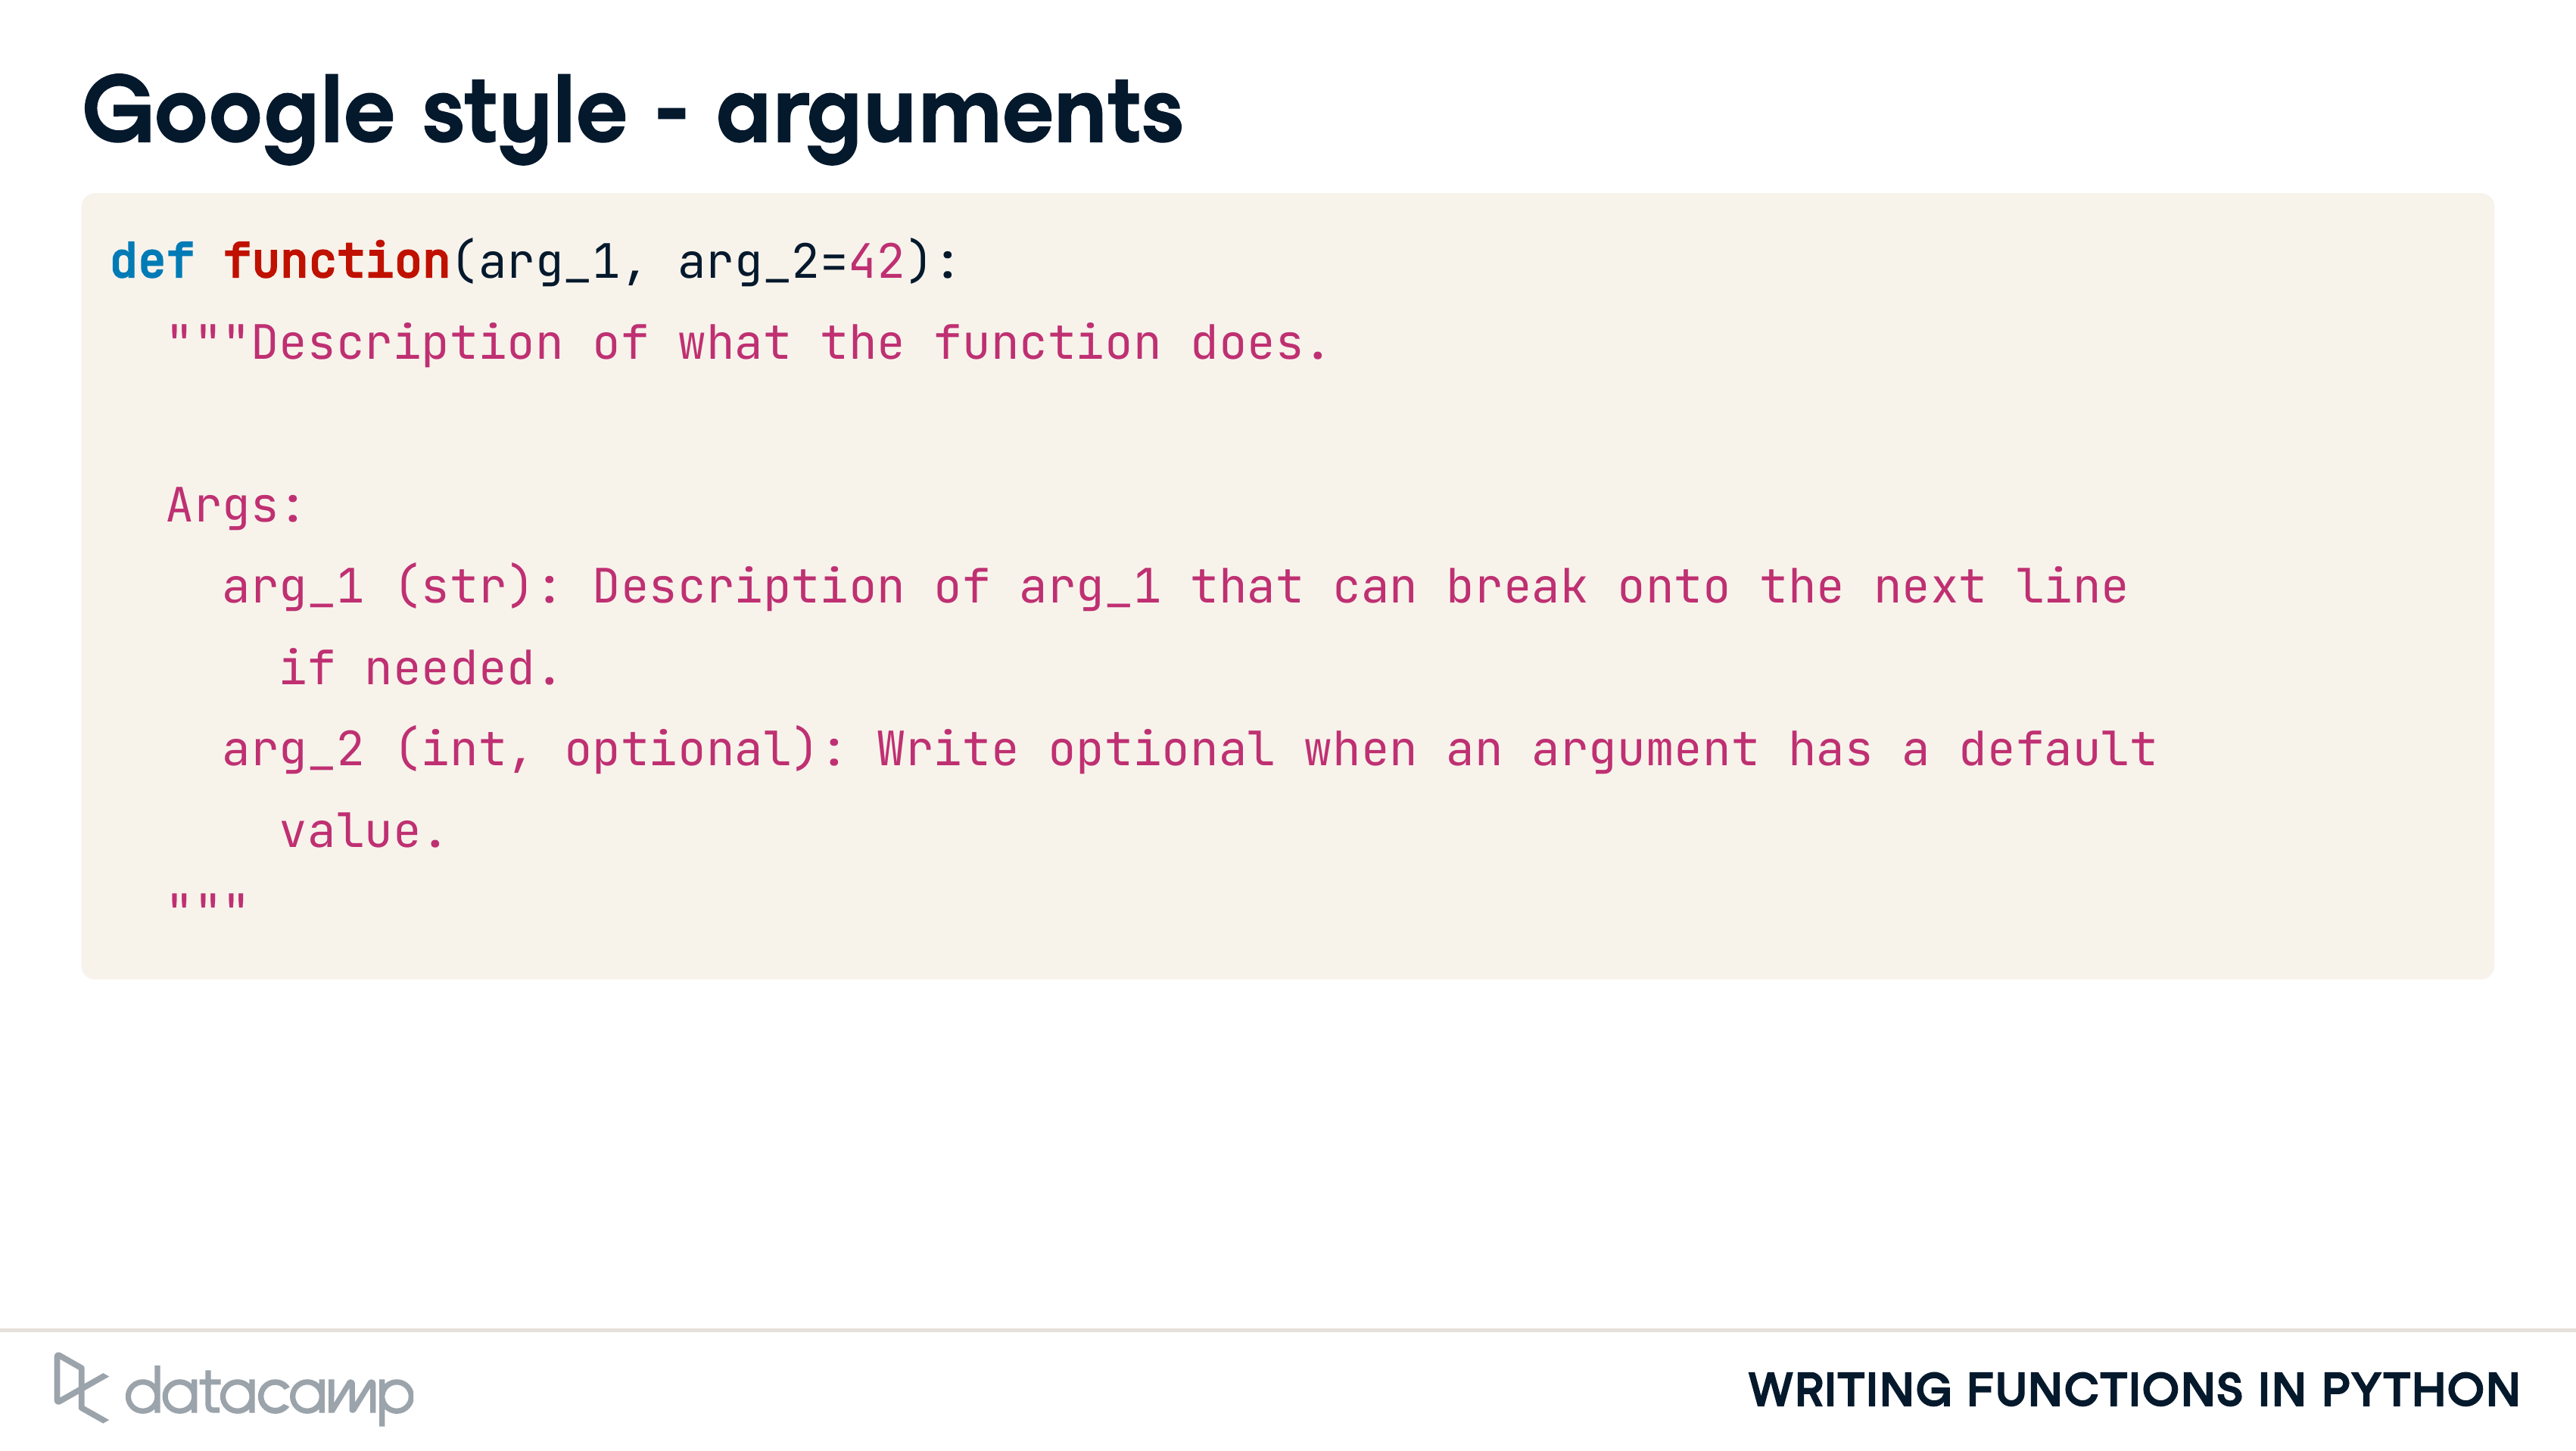 Google style - arguments
def function(arg_1, arg_2=42):
  """Description of what the function does.

  Args:
    arg_1 (str): Description of arg_1 that can break onto the next line
      if needed.
    arg_2 (int, optional): Write optional when an argument has a default
      value.
  """
datacamp
WRITING FUNCTIONS IN PYTHON